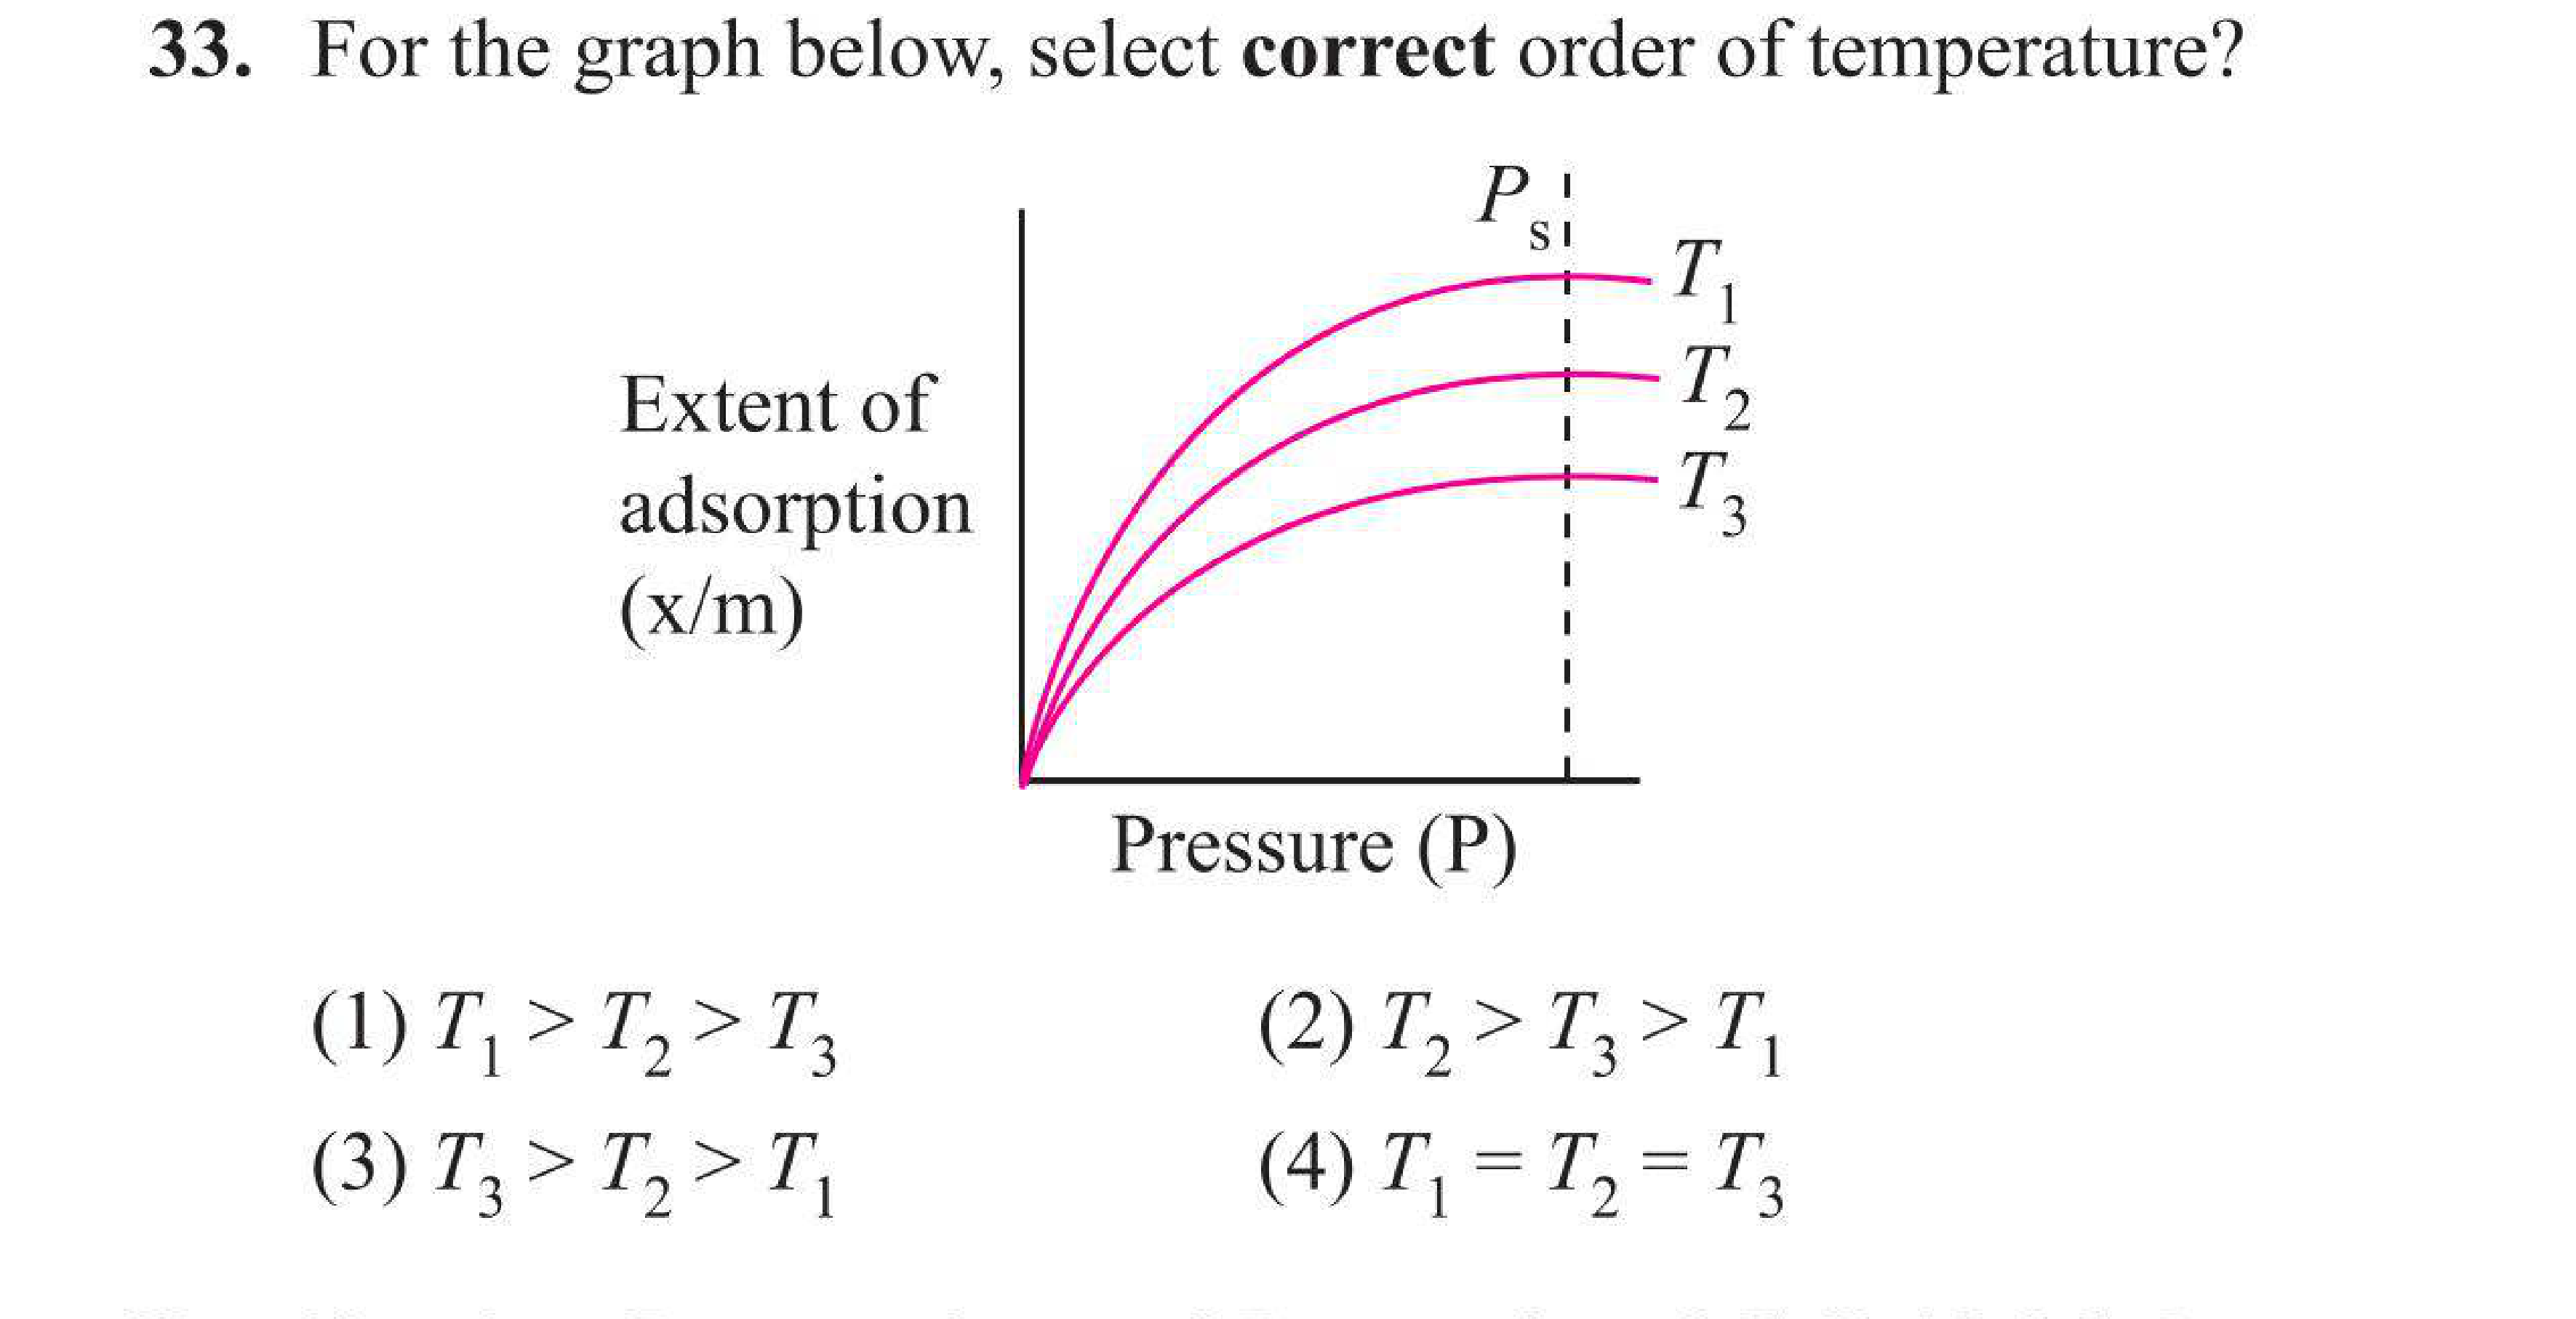 33. For the graph below, select correct order of temperature?
P_s
T_1
T_2
T_3
Extent of
adsorption
(x/m)
Pressure (P)
(1) T_1 > T_2 > T_3 (2) T_2 > T_3 > T_1
(3) T_3 > T_2 > T_1 (4) T_1 = T_2 = T_3